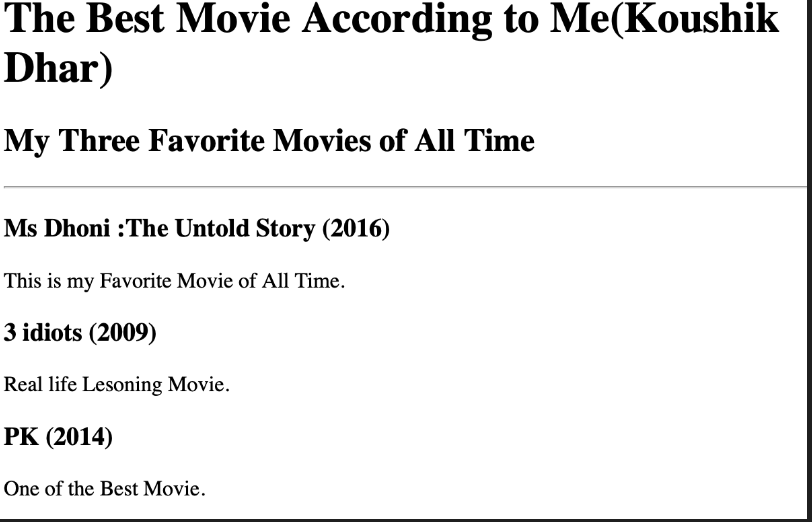 The Best Movie According to Me(Koushik
Dhar)
My Three Favorite Movies of All Time
Ms Dhoni :The Untold Story (2016)
This is my Favorite Movie of All Time.
3 idiots (2009)
Real life Lesoning Movie.
PK (2014)
One of the Best Movie.